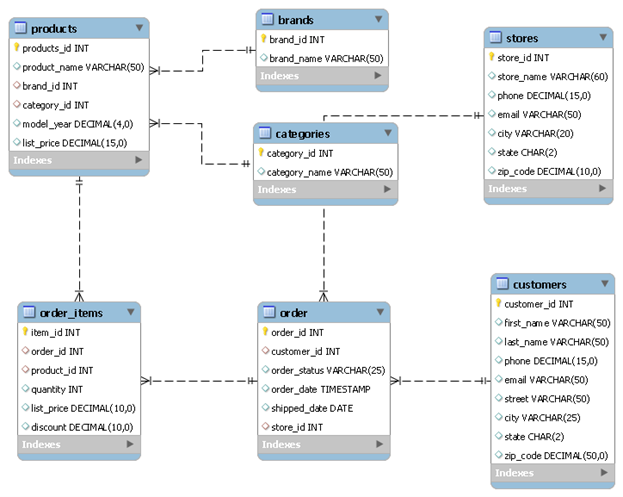 products
products_id INT
product_name VARCHAR(50)
brand_id INT
category_id INT
model_year DECIMAL(4,0)
list_price DECIMAL(15,0)
Indexes
brands
brand_id INT
brand_name VARCHAR(50)
Indexes
categories
category_id INT
category_name VARCHAR(50)
Indexes
stores
store_id INT
store_name VARCHAR(60)
phone DECIMAL(15,0)
email VARCHAR(50)
city VARCHAR(20)
state CHAR(2)
zip_code DECIMAL(10,0)
Indexes
order_items
item_id INT
order_id INT
product_id INT
quantity INT
list_price DECIMAL(10,0)
discount DECIMAL(10,0)
Indexes
order
order_id INT
customer_id INT
order_status VARCHAR(25)
order_date TIMESTAMP
shipped_date DATE
store_id INT
Indexes
customers
customer_id INT
first_name VARCHAR(50)
last_name VARCHAR(50)
phone DECIMAL(15,0)
email VARCHAR(50)
street VARCHAR(50)
city VARCHAR(25)
state CHAR(2)
zip_code DECIMAL(50,0)
Indexes